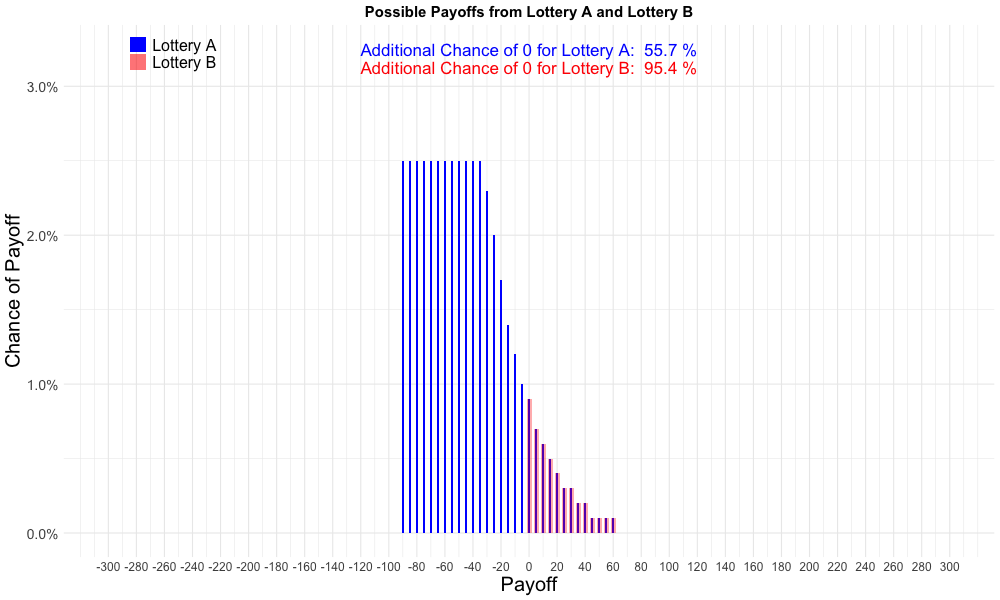 Possible Payoffs from Lottery A and Lottery B
Lottery A
Lottery B
Additional Chance of 0 for Lottery A: 55.7 %
Additional Chance of 0 for Lottery B: 95.4 %
Chance of Payoff
3.0%
2.0%
1.0%
0.0%
-300 -280 -260 -240 -220 -200 -180 -160 -140 -120 -100 -80 -60 -40 -20 0 20 40 60 80 100 120 140 160 180 200 220 240 260 280 300
Payoff